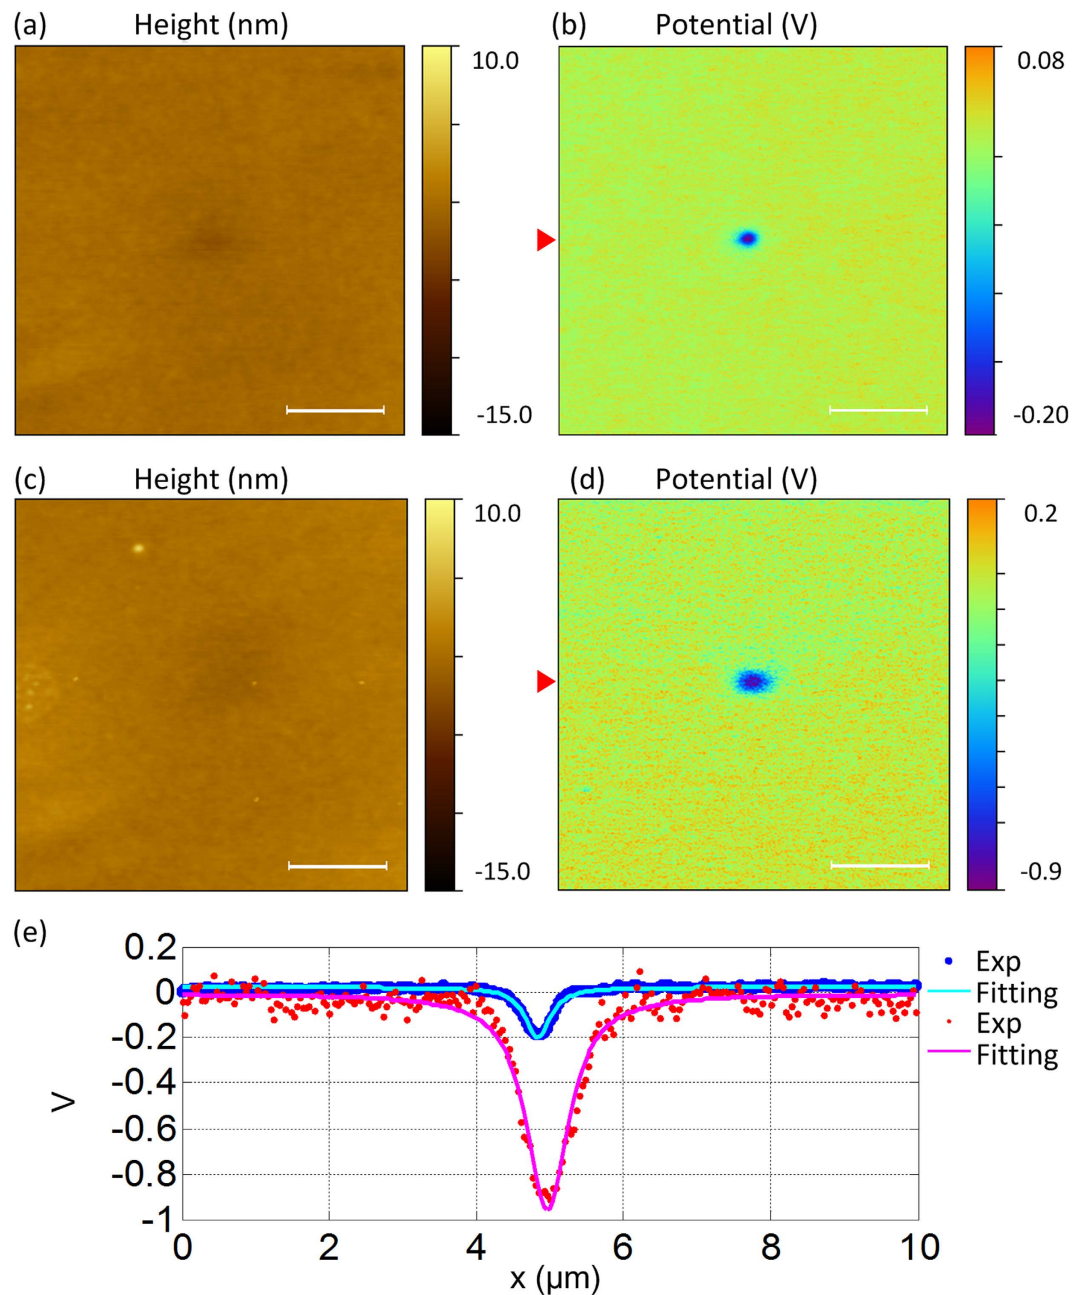 (a) Height (nm)
10.0
-15.0
(b) Potential (V)
0.08
-0.20
(c) Height (nm)
10.0
-15.0
(d) Potential (V)
0.2
-0.9
(e)
0.2
0
-0.2
-0.4
-0.6
-0.8
-1
V
0 2 4 6 8 10
x (μm)
Exp
Fitting
Exp
Fitting